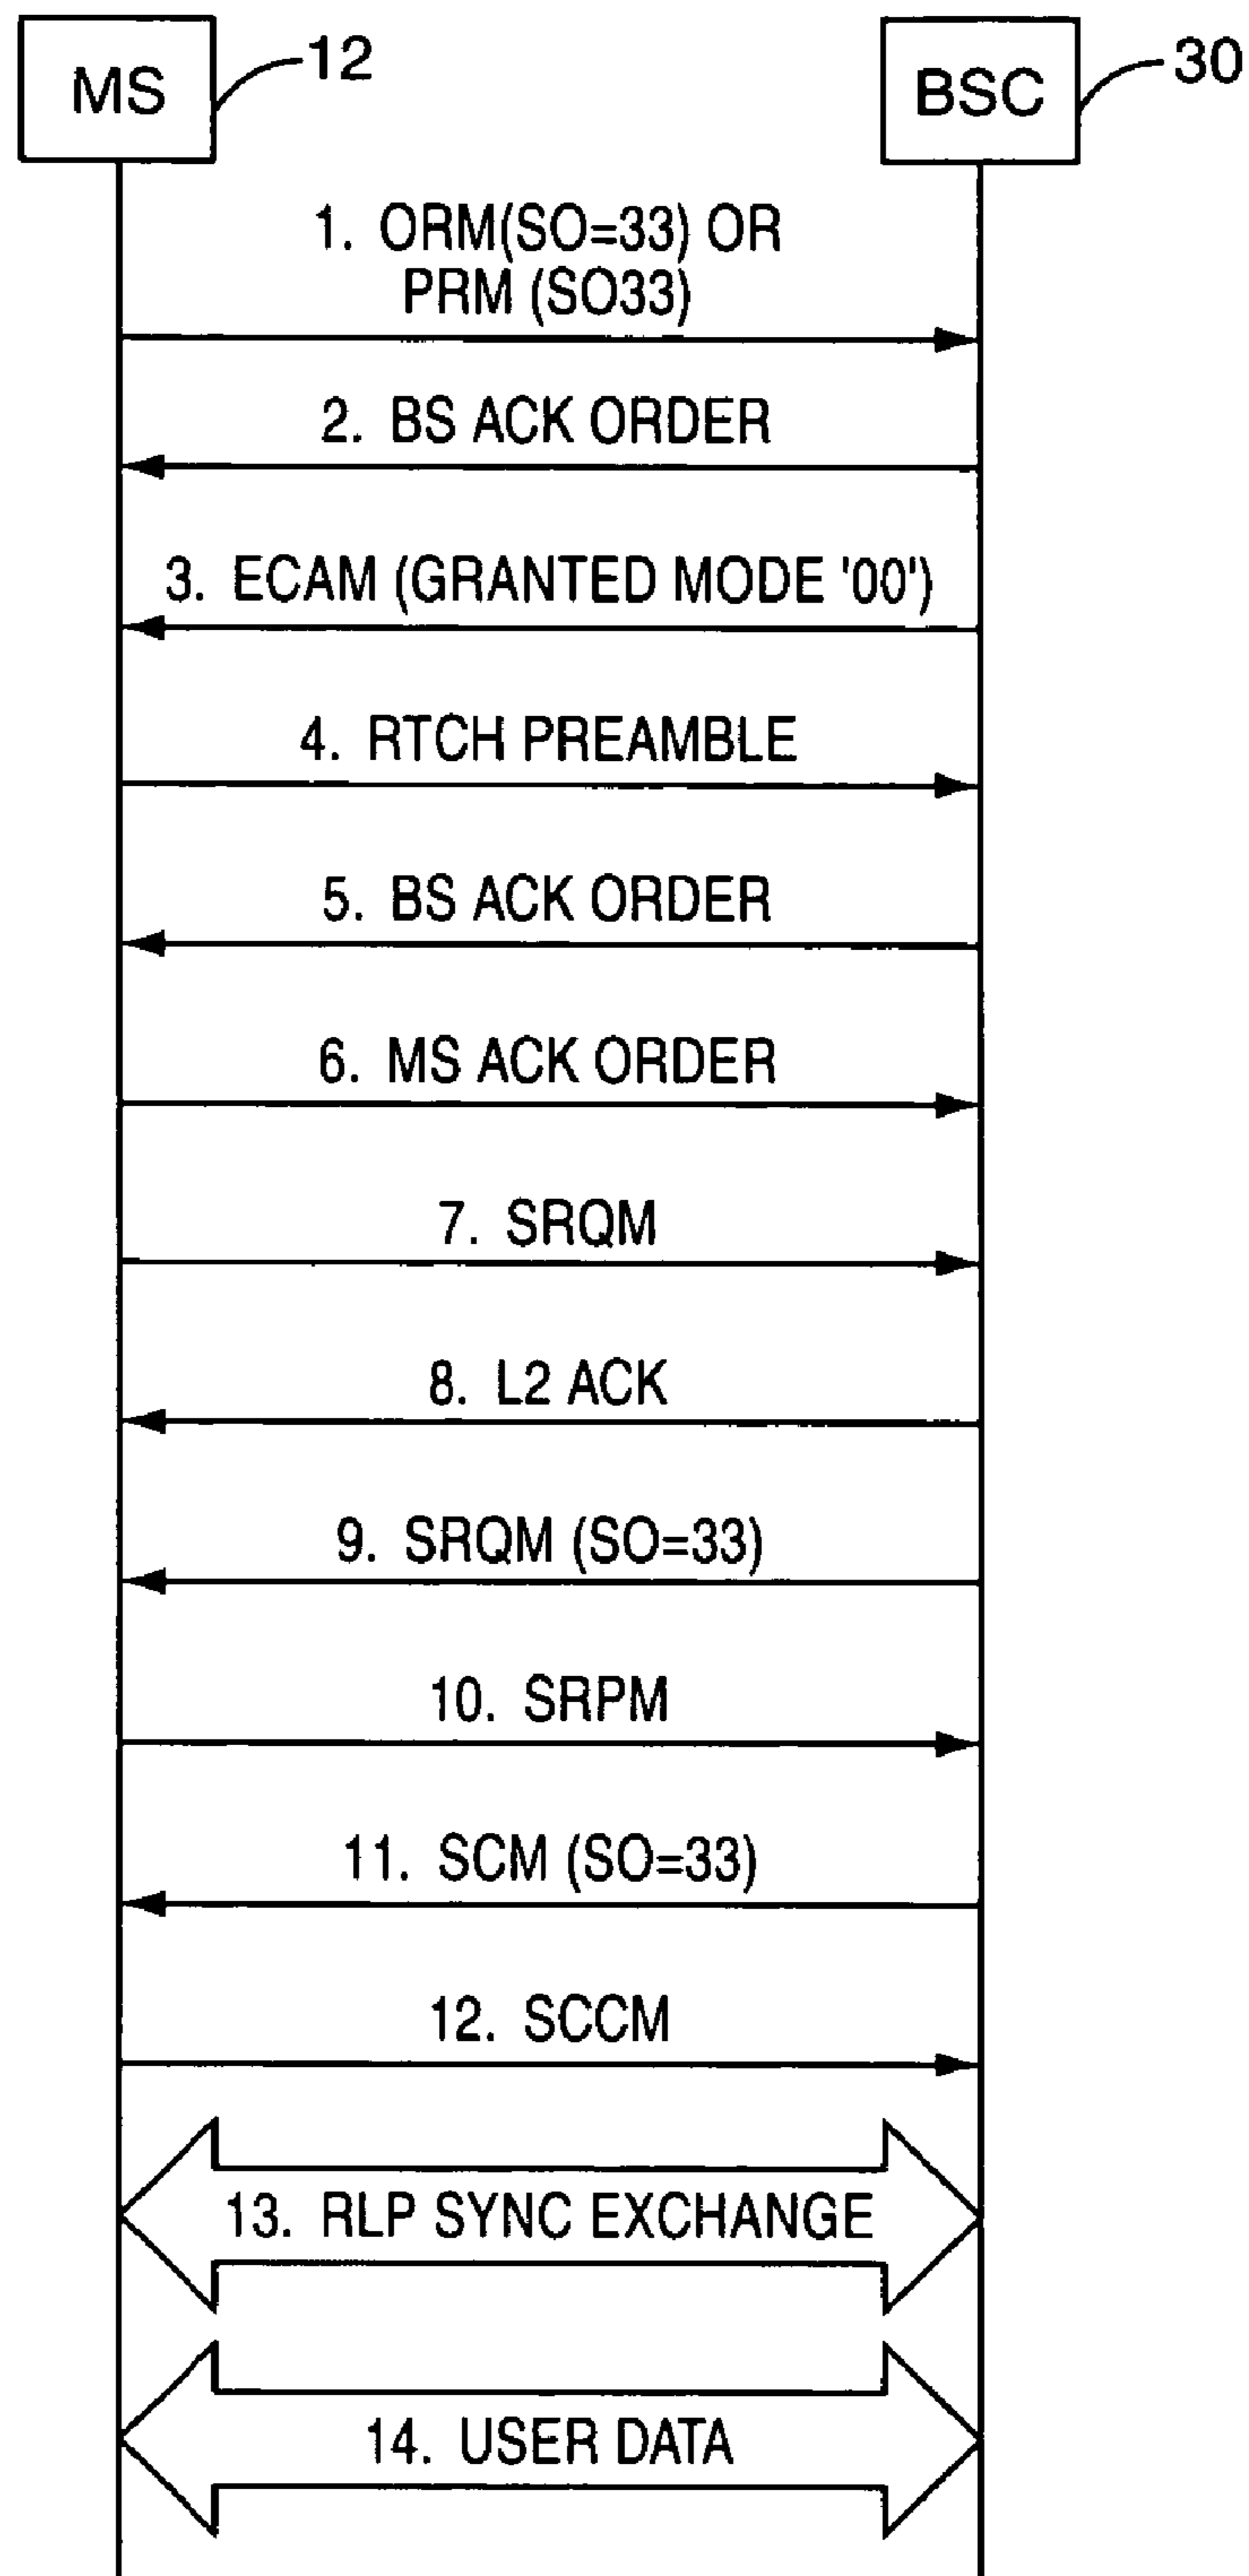 MS
12
BSC
30
1. ORM(SO=33) OR
PRM (SO33)
2. BS ACK ORDER
3. ECAM (GRANTED MODE '00')
4. RTCH PREAMBLE
5. BS ACK ORDER
6. MS ACK ORDER
7. SRQM
8. L2 ACK
9. SRQM (SO=33)
10. SRPM
11. SCM (SO=33)
12. SCCM
13. RLP SYNC EXCHANGE
14. USER DATA